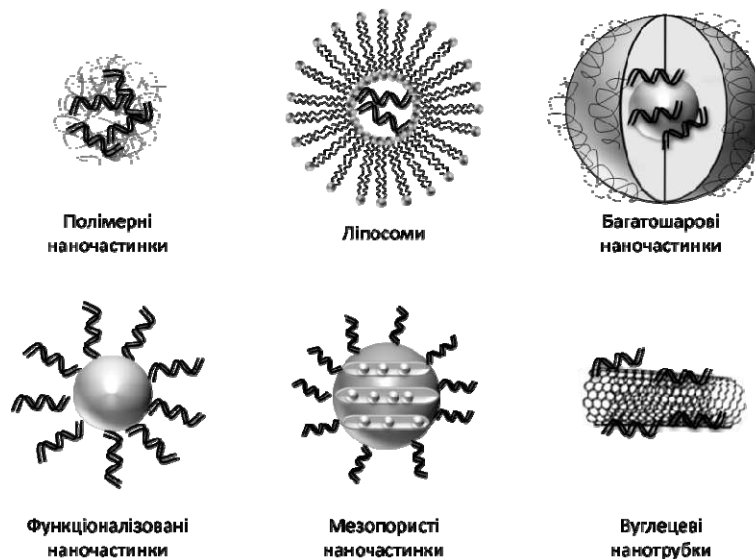 Полімерні
наночастинки
Ліпосоми
Багатошарові
наночастинки
Функціоналізовані
наночастинки
Мезопористі
наночастинки
Вуглецеві
нанотрубки